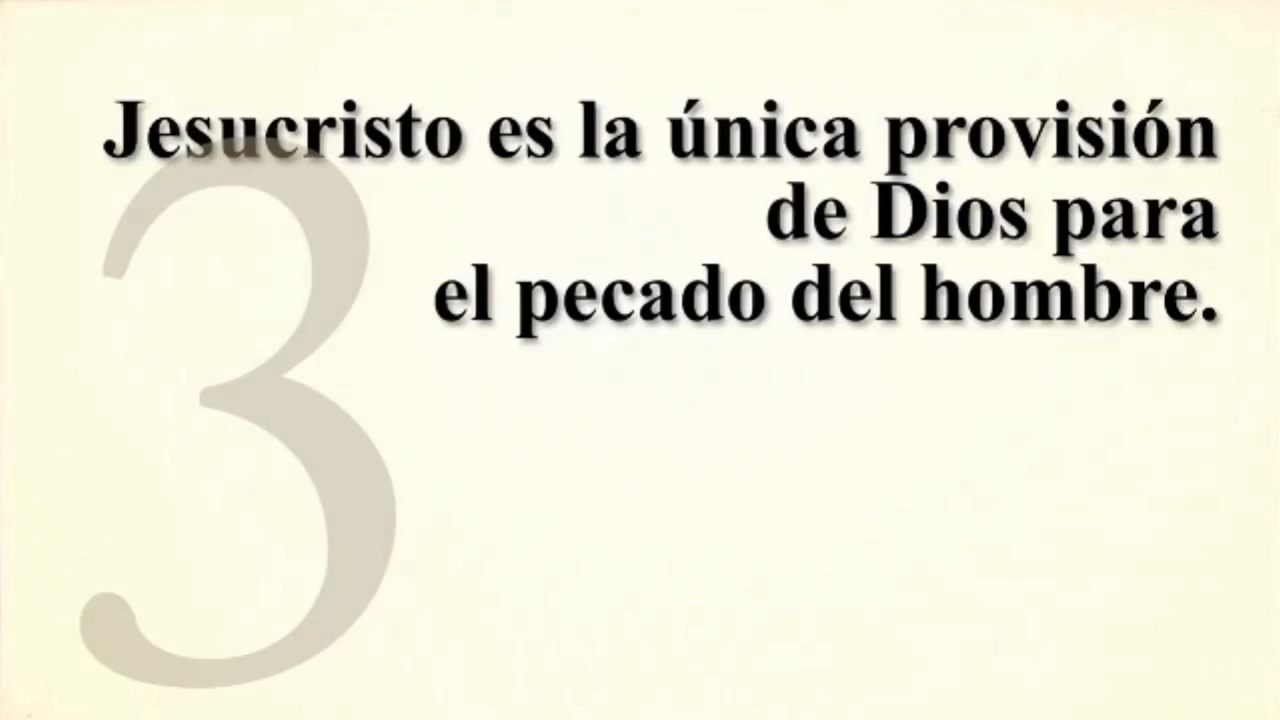 Jesucristo es la única provisión
de Dios para
el pecado del hombre.
3